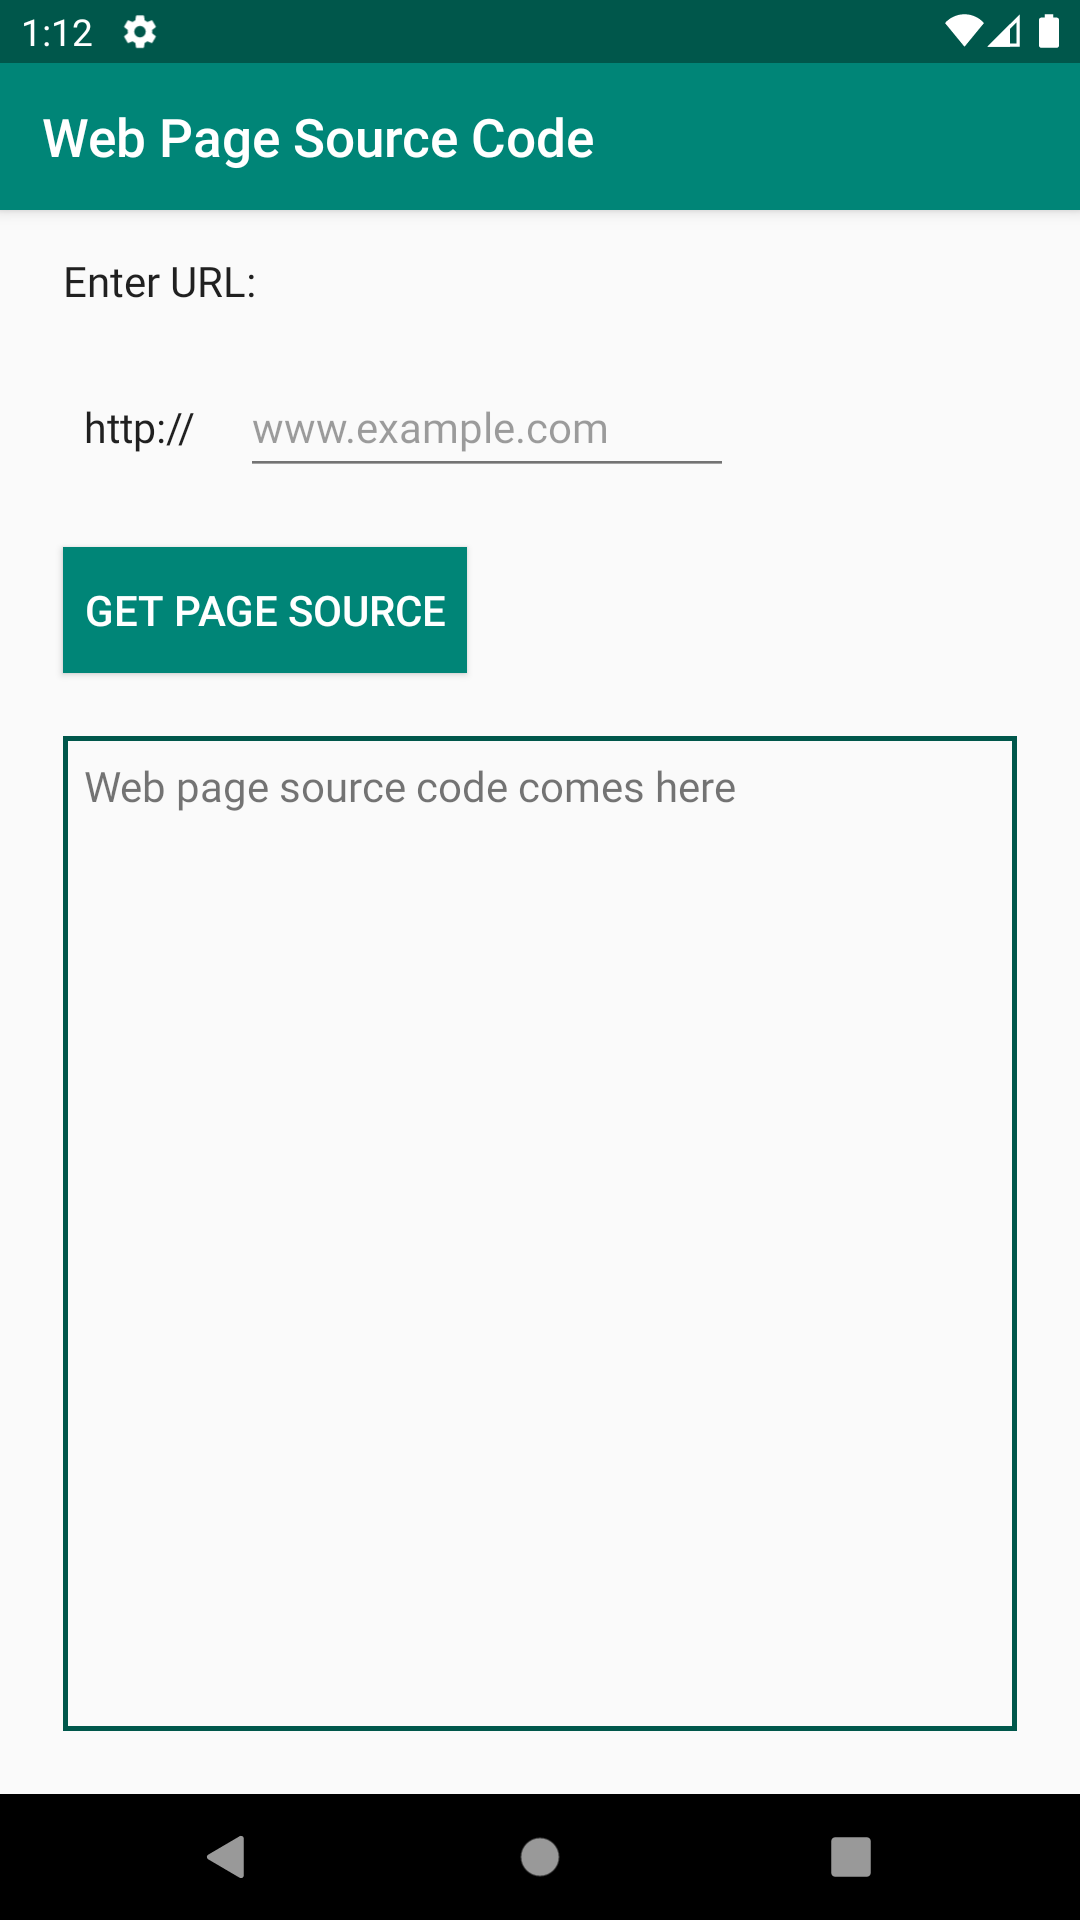 1:12
Web Page Source Code
Enter URL:
http:// www.example.com
GET PAGE SOURCE
Web page source code comes here